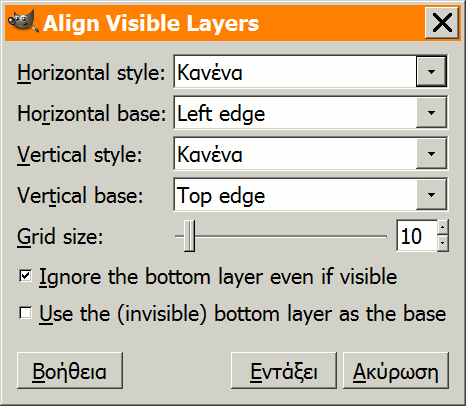 Align Visible Layers
Horizontal style: Κανένα
Horizontal base: Left edge
Vertical style: Κανένα
Vertical base: Top edge
Grid size: 10
Ignore the bottom layer even if visible
Use the (invisible) bottom layer as the base
Βοήθεια Εντάξει Ακύρωση